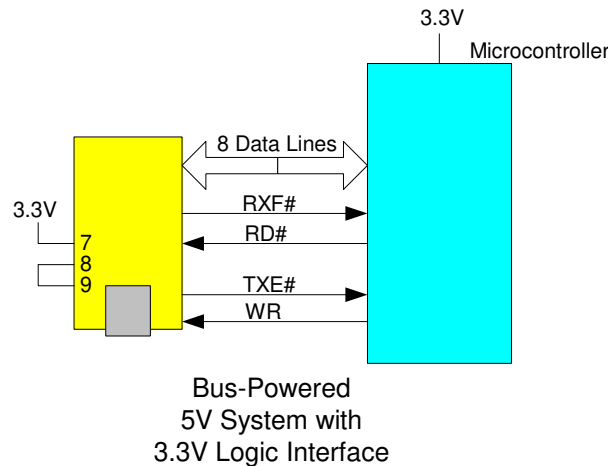 3.3V
Microcontroller
8 Data Lines
RXF#
3.3V
RD#
7
8
9
TXE#
WR
Bus-Powered
5V System with
3.3V Logic Interface